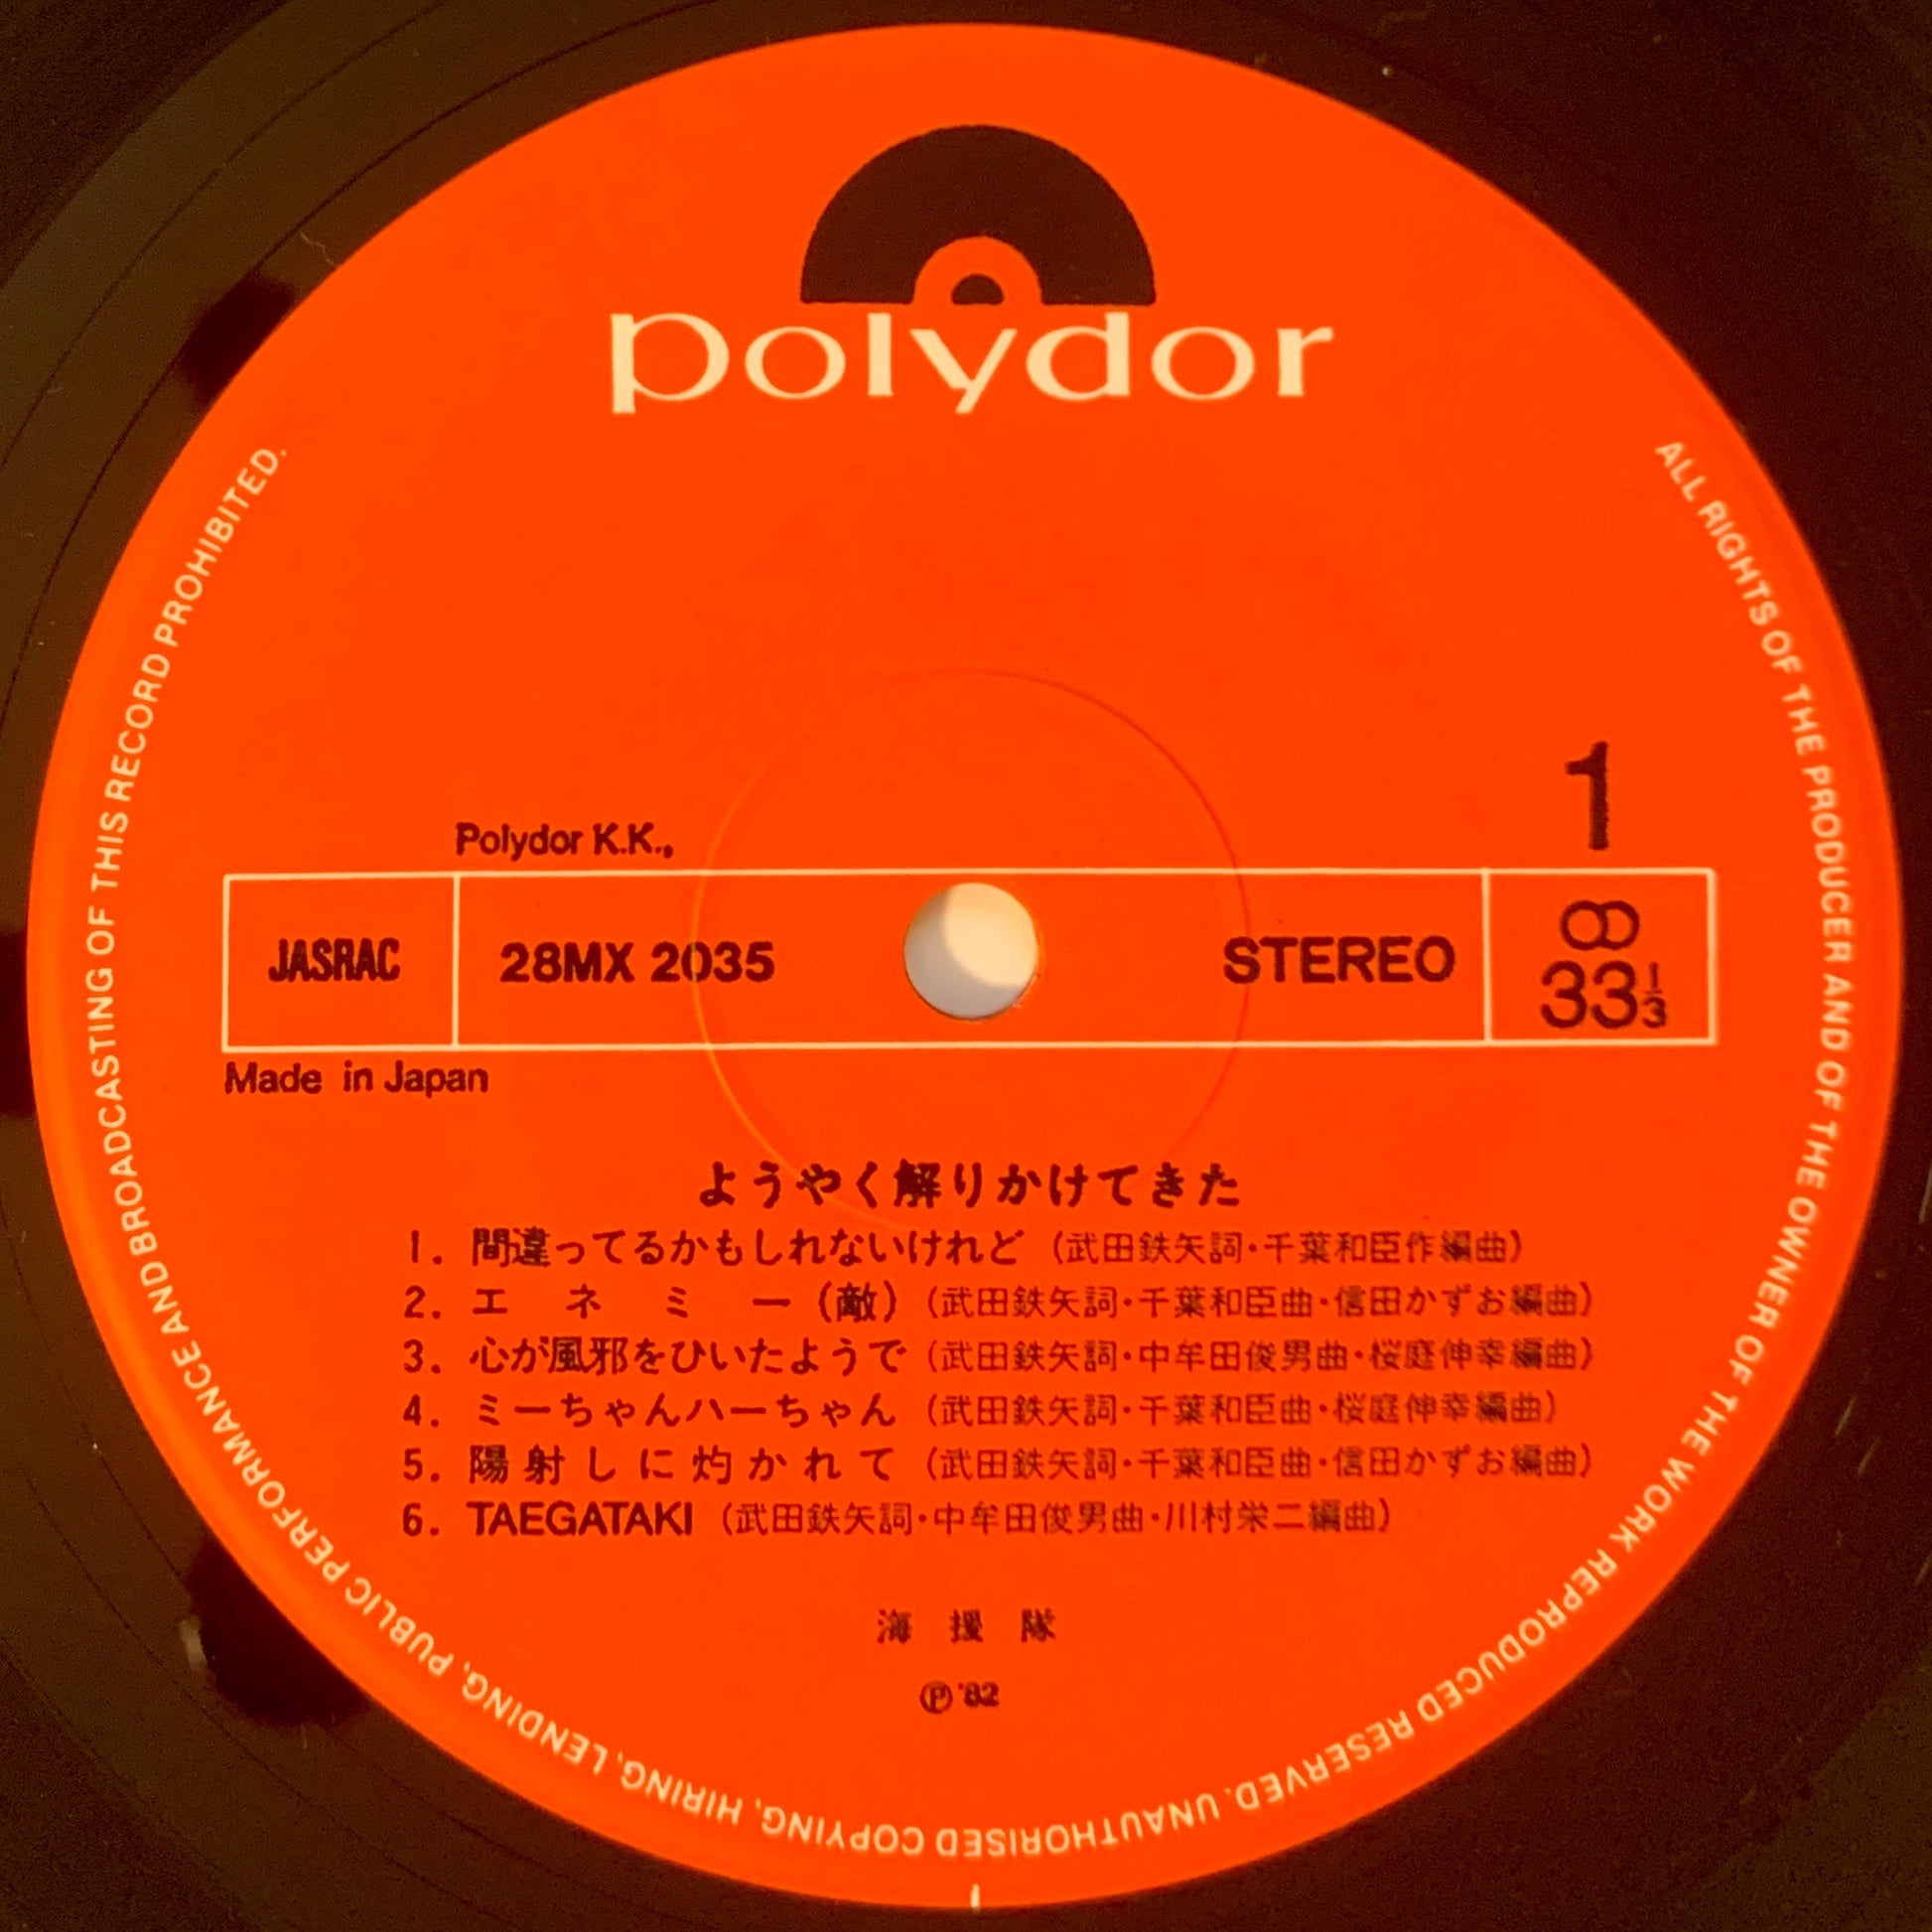 polydor
1
Polydor K.K.,
JASRAC 28MX 2035 STEREO 33 1/3
Made in Japan
ようやく解りかけてきた
1. 間違ってるかもしれないけれど (武田鉄矢詞・千葉和臣作編曲)
2. エネミー(敵) (武田鉄矢詞・千葉和臣曲・信田かずお編曲)
3. 心が風邪をひいたようで (武田鉄矢詞・中牟田俊男曲・桜庭伸幸編曲)
4. ミーちゃんハーちゃん (武田鉄矢詞・千葉和臣曲・桜庭伸幸編曲)
5. 陽射しに灼かれて (武田鉄矢詞・千葉和臣曲・信田かずお編曲)
6. TAEGATAKI (武田鉄矢詞・中牟田俊男曲・川村栄二編曲)
海援隊
Ⓟ '82
ALL RIGHTS OF THE PRODUCER AND OF THE OWNER OF THE WORK REPRODUCED RESERVED. UNAUTHORISED COPYING, HIRING, LENDING, PUBLIC PERFORMANCE AND BROADCASTING OF THIS RECORD PROHIBITED.